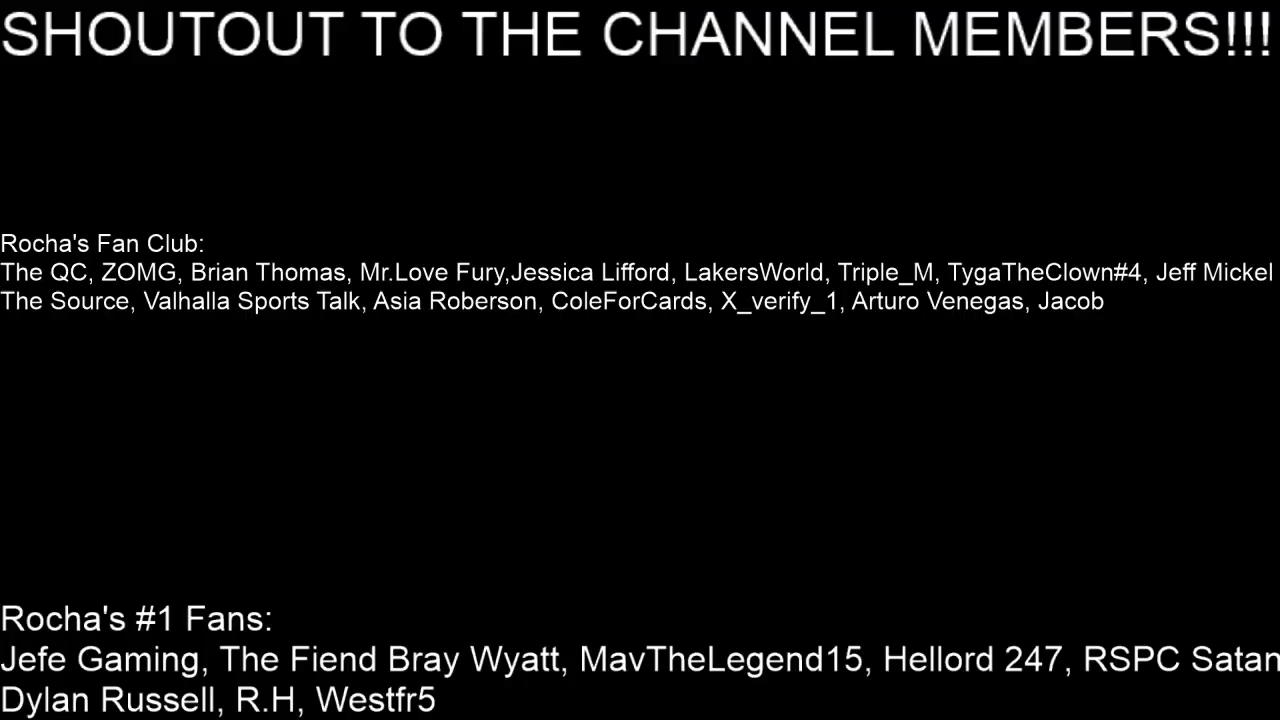 SHOUTOUT TO THE CHANNEL MEMBERS!!!
Rocha's Fan Club:
The QC, ZOMG, Brian Thomas, Mr.Love Fury,Jessica Lifford, LakersWorld, Triple_M, TygaTheClown#4, Jeff Mickel
The Source, Valhalla Sports Talk, Asia Roberson, ColeForCards, X_verify_1, Arturo Venegas, Jacob
Rocha's #1 Fans:
Jefe Gaming, The Fiend Bray Wyatt, MavTheLegend15, Hellord 247, RSPC Satan
Dylan Russell, R.H, Westfr5